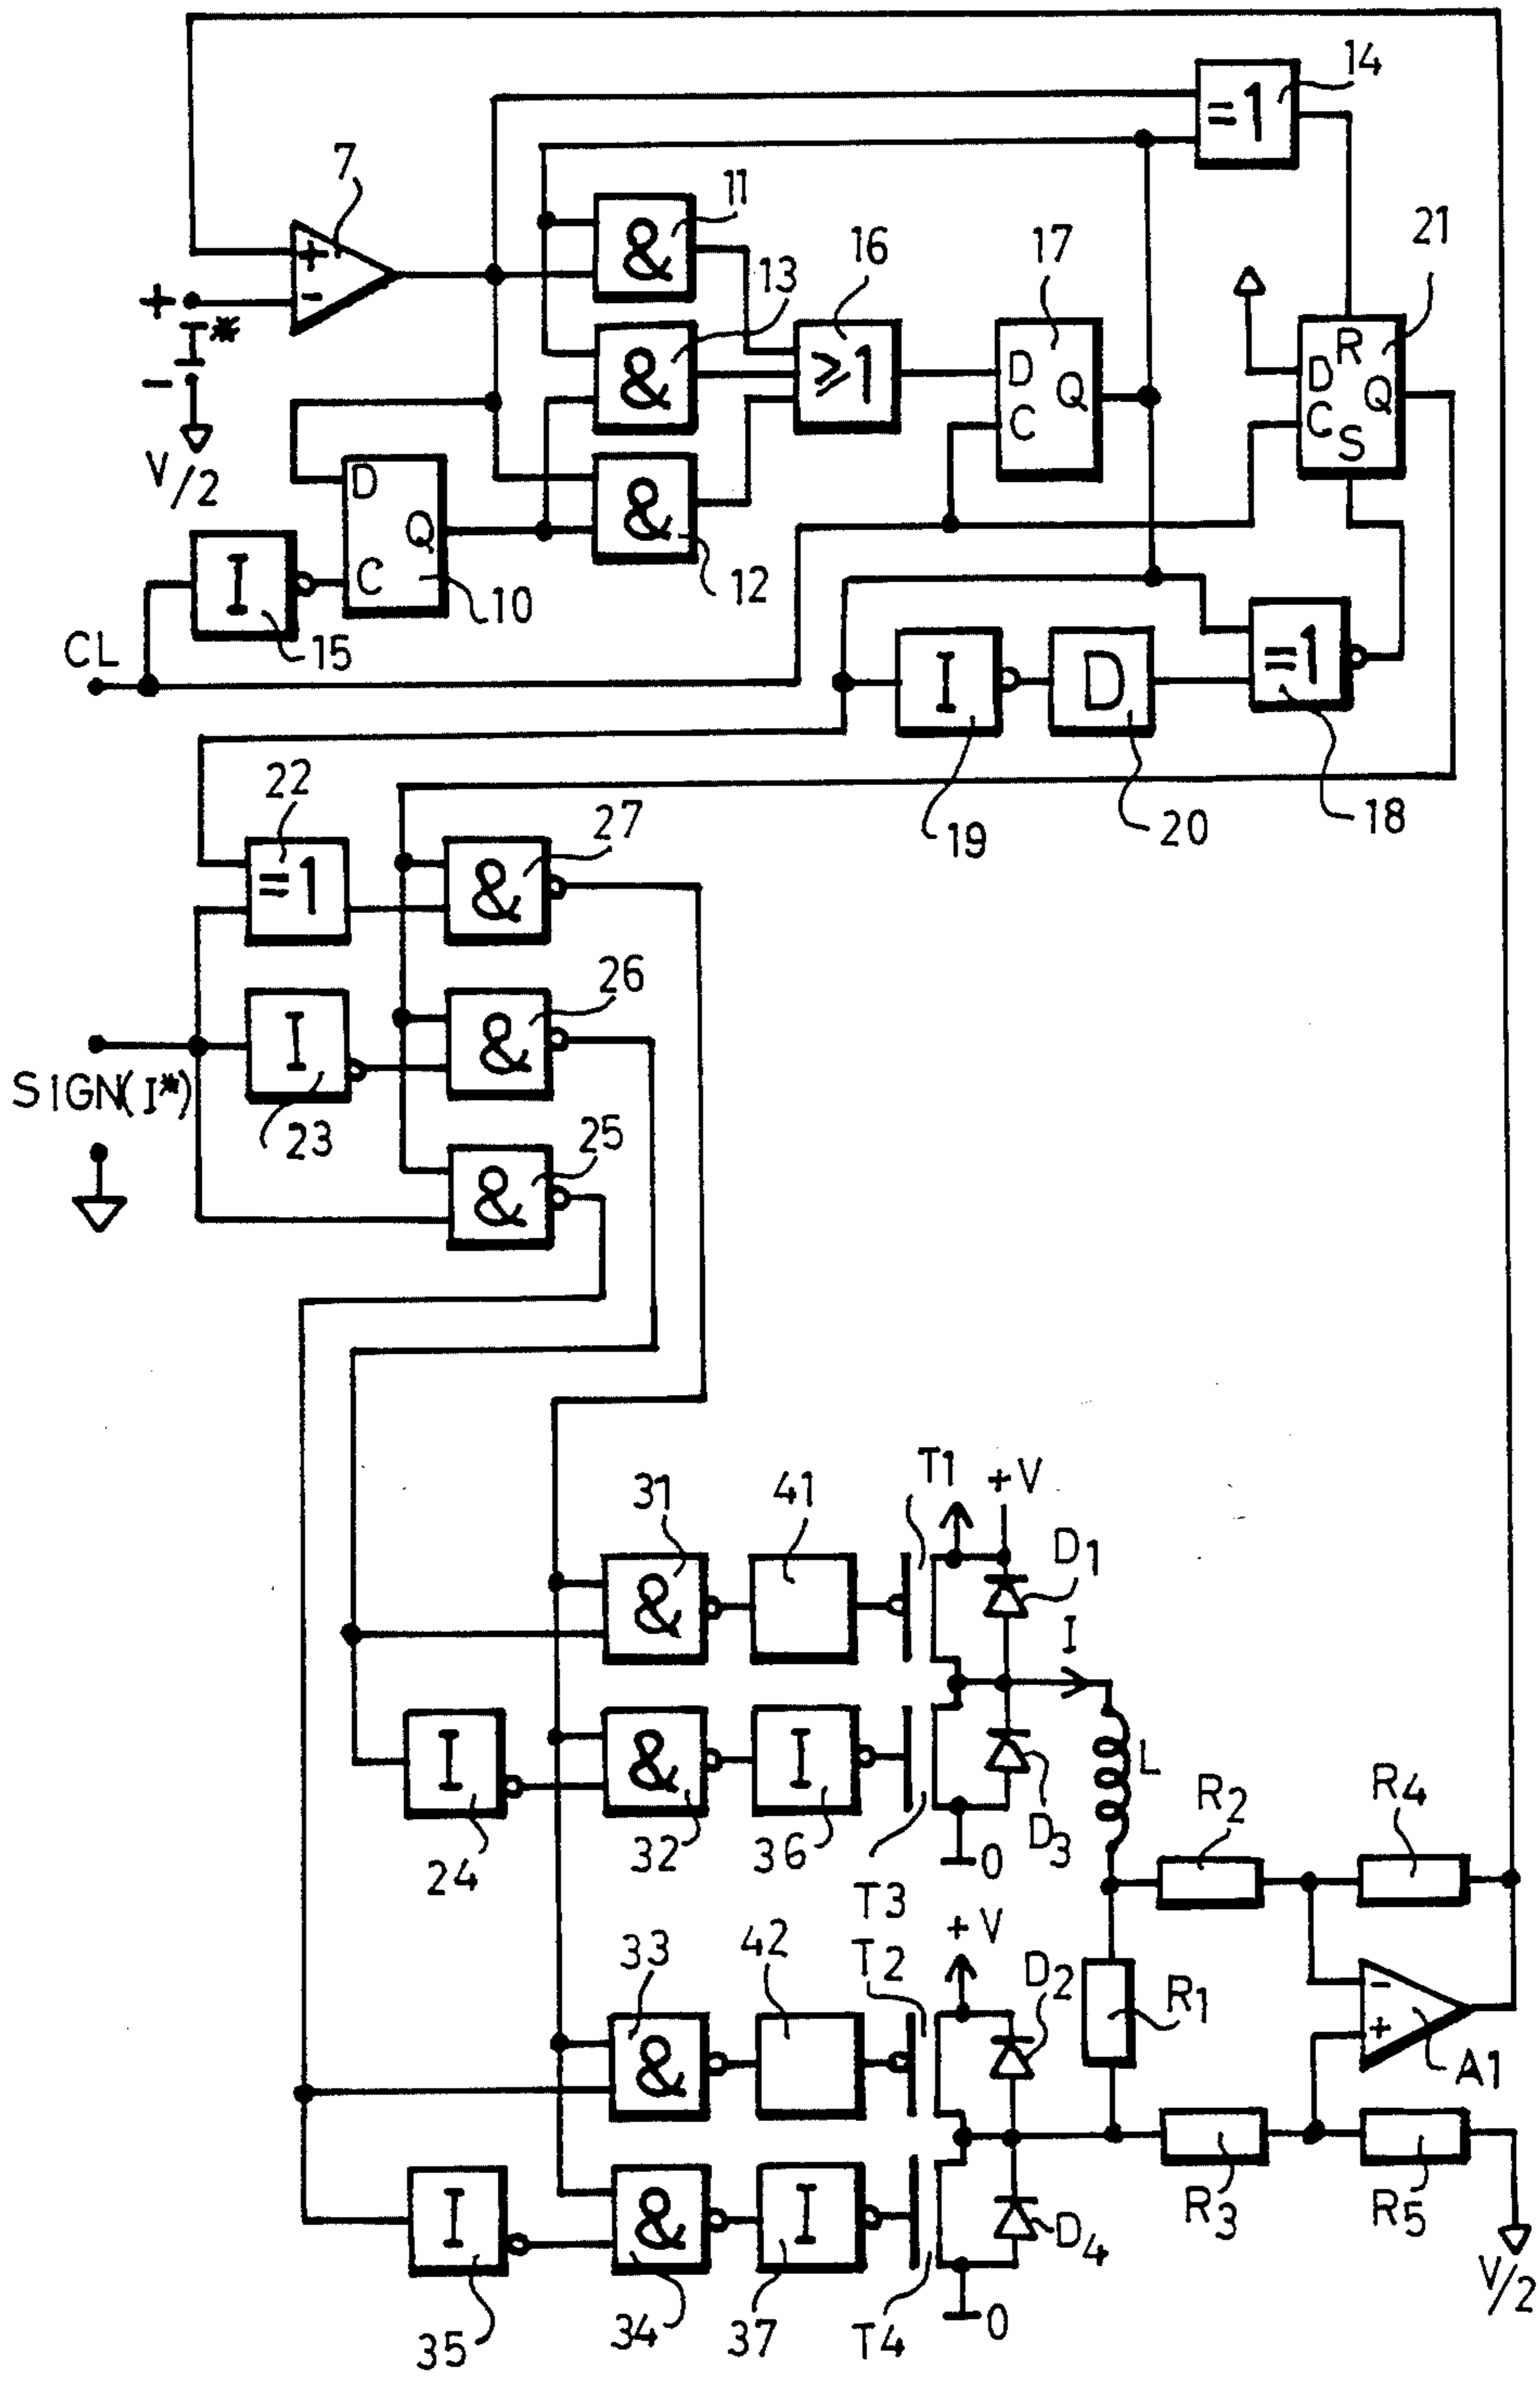 14
=1
7
11
&
21
16
17
+
-
13
+
I*
-
V/2
&
≥1
D
Q
C
R
D
Q
C
S
D
Q
C
&
12
10
I
15
CL
I
D
=1
19
20
18
22
=1
27
&
26
I
&
SIGN(I*)
23
25
&
T1
+V
31
41
D1
&
I
I
&
I
L
24
32
36
D3
0
R2
R4
T3
+V
33
42
T2
D2
R1
-
+
A1
&
R3
R5
I
&
I
D4
V/2
35
34
37
T4
0